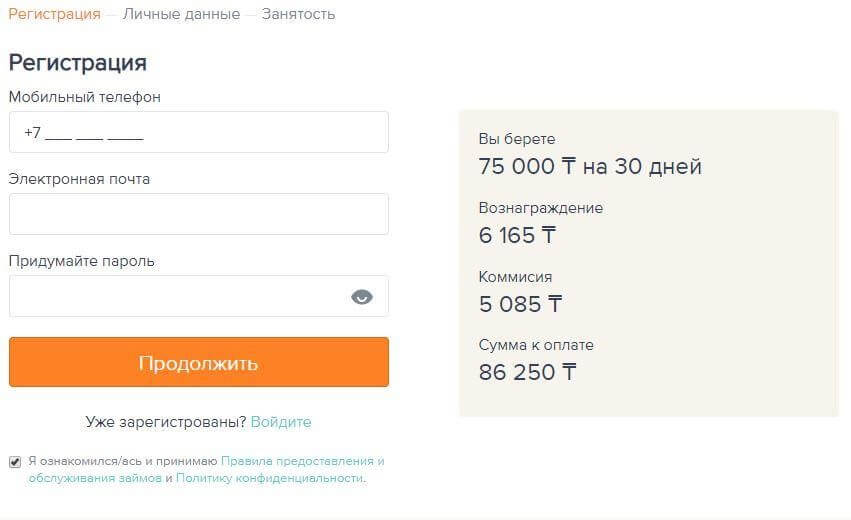 Регистрация — Личные данные — Занятость
Регистрация
Мобильный телефон
+7 ___ ___ ____
Электронная почта
Придумайте пароль
Продолжить
Уже зарегистрированы? Войдите
Я ознакомился/ась и принимаю Правила предоставления и
обслуживания займов и Политику конфиденциальности.
Вы берете
75 000 ₸ на 30 дней
Вознаграждение
6 165 ₸
Коммисия
5 085 ₸
Сумма к оплате
86 250 ₸